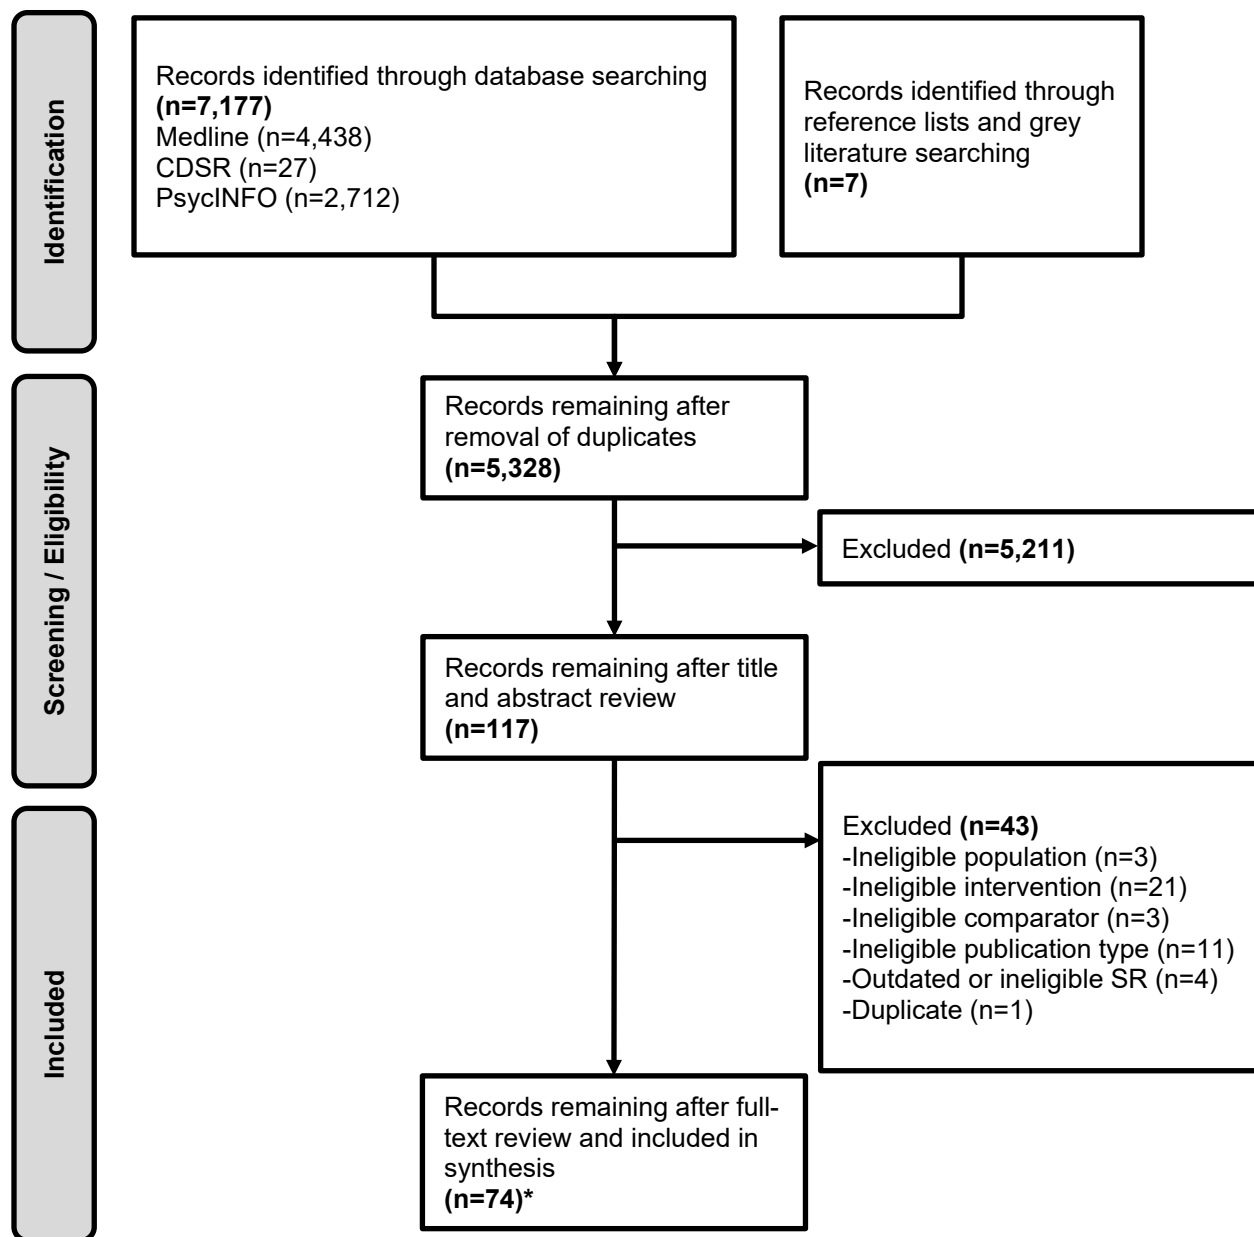 Identification
Records identified through database searching
(n=7,177)
Medline (n=4,438)
CDSR (n=27)
PsycINFO (n=2,712)
Records identified through
reference lists and grey
literature searching
(n=7)
Screening / Eligibility
Records remaining after
removal of duplicates
(n=5,328)
Excluded (n=5,211)
Records remaining after title
and abstract review
(n=117)
Included
Excluded (n=43)
-Ineligible population (n=3)
-Ineligible intervention (n=21)
-Ineligible comparator (n=3)
-Ineligible publication type (n=11)
-Outdated or ineligible SR (n=4)
-Duplicate (n=1)
Records remaining after full-
text review and included in
synthesis
(n=74)*